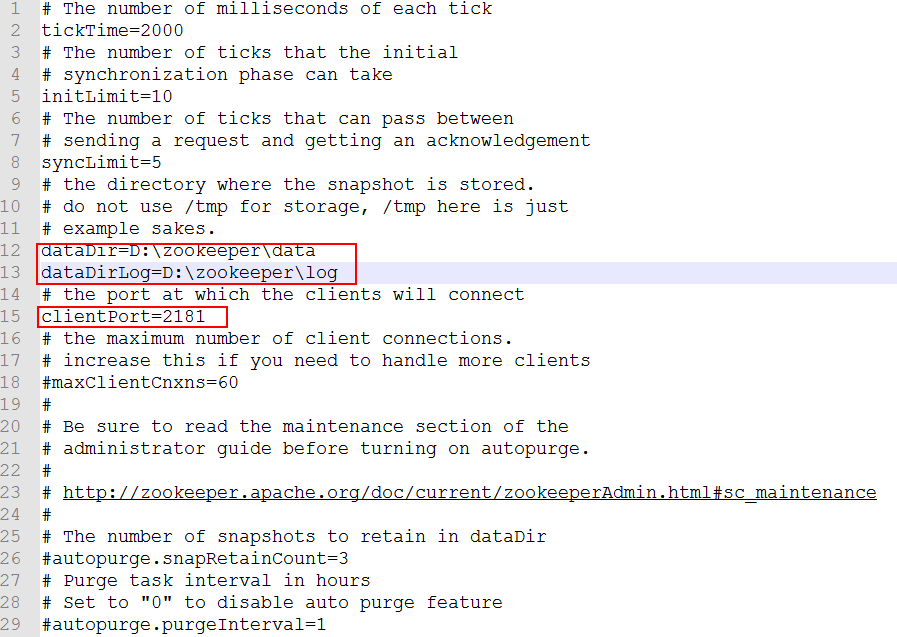 1 # The number of milliseconds of each tick
2 tickTime=2000
3 # The number of ticks that the initial
4 # synchronization phase can take
5 initLimit=10
6 # The number of ticks that can pass between
7 # sending a request and getting an acknowledgement
8 syncLimit=5
9 # the directory where the snapshot is stored.
10 # do not use /tmp for storage, /tmp here is just
11 # example sakes.
12 dataDir=D:\zookeeper\data
13 dataDirLog=D:\zookeeper\log
14 # the port at which the clients will connect
15 clientPort=2181
16 # the maximum number of client connections.
17 # increase this if you need to handle more clients
18 #maxClientCnxns=60
19 #
20 # Be sure to read the maintenance section of the
21 # administrator guide before turning on autopurge.
22 #
23 # http://zookeeper.apache.org/doc/current/zookeeperAdmin.html#sc_maintenance
24 #
25 # The number of snapshots to retain in dataDir
26 #autopurge.snapRetainCount=3
27 # Purge task interval in hours
28 # Set to "0" to disable auto purge feature
29 #autopurge.purgeInterval=1